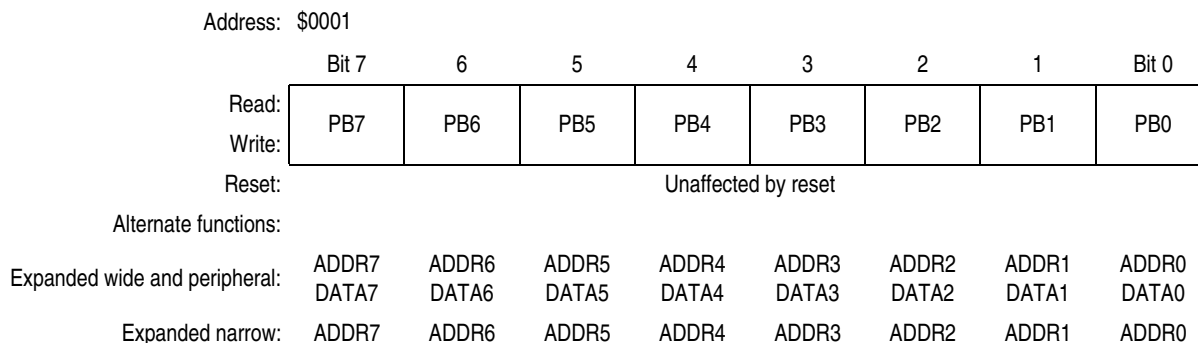 Address: $0001
Bit 7 6 5 4 3 2 1 Bit 0
Read:
PB7 PB6 PB5 PB4 PB3 PB2 PB1 PB0
Write:
Reset: Unaffected by reset
Alternate functions:
ADDR7 ADDR6 ADDR5 ADDR4 ADDR3 ADDR2 ADDR1 ADDR0
Expanded wide and peripheral:
DATA7 DATA6 DATA5 DATA4 DATA3 DATA2 DATA1 DATA0
Expanded narrow: ADDR7 ADDR6 ADDR5 ADDR4 ADDR3 ADDR2 ADDR1 ADDR0